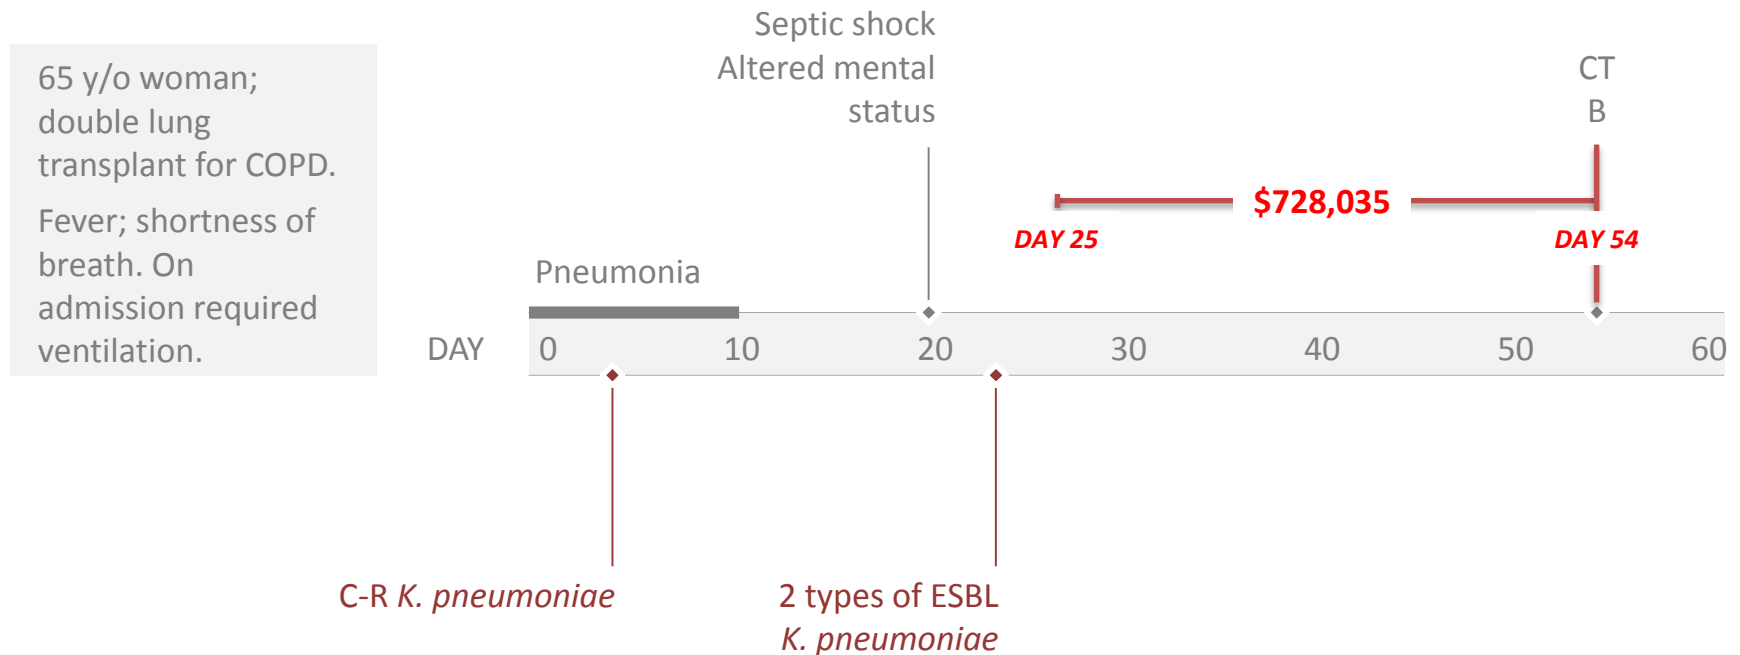 65 y/o woman;
double lung
transplant for COPD.
Fever; shortness of
breath. On
admission required
ventilation.
Septic shock
Altered mental
status
CT
B
$728,035
DAY 25
DAY 54
Pneumonia
DAY 0 10 20 30 40 50 60
C-R K. pneumoniae
2 types of ESBL
K. pneumoniae